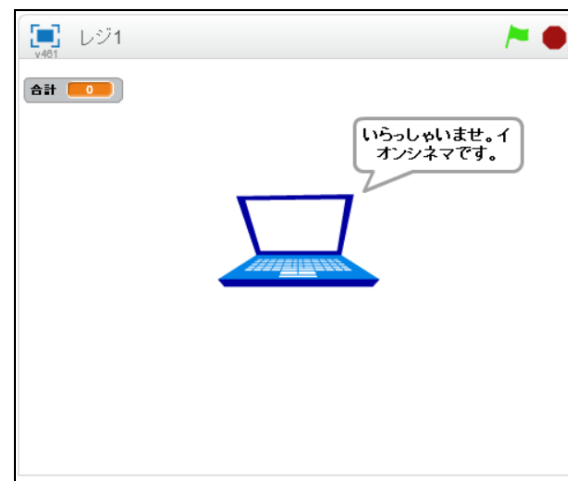 レジ1
v461
合計 0
いらっしゃいませ。イ
オンシネマです。